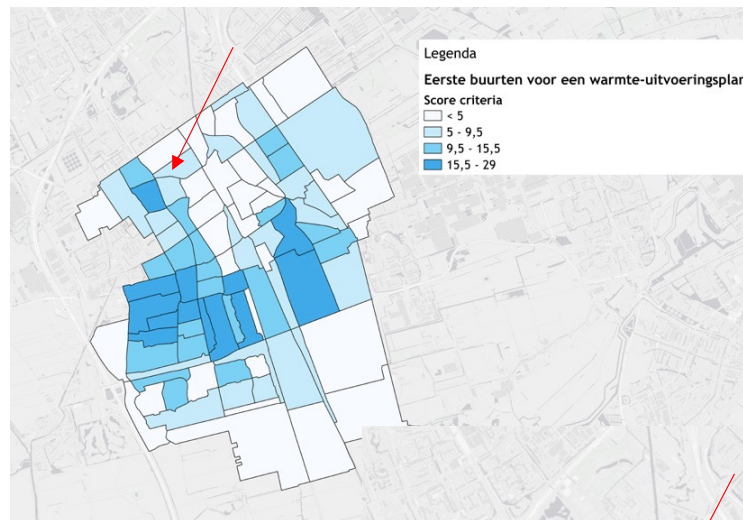 Legenda
Eerste buurten voor een warmte-uitvoeringsplan
Score criteria
< 5
5 - 9,5
9,5 - 15,5
15,5 - 29